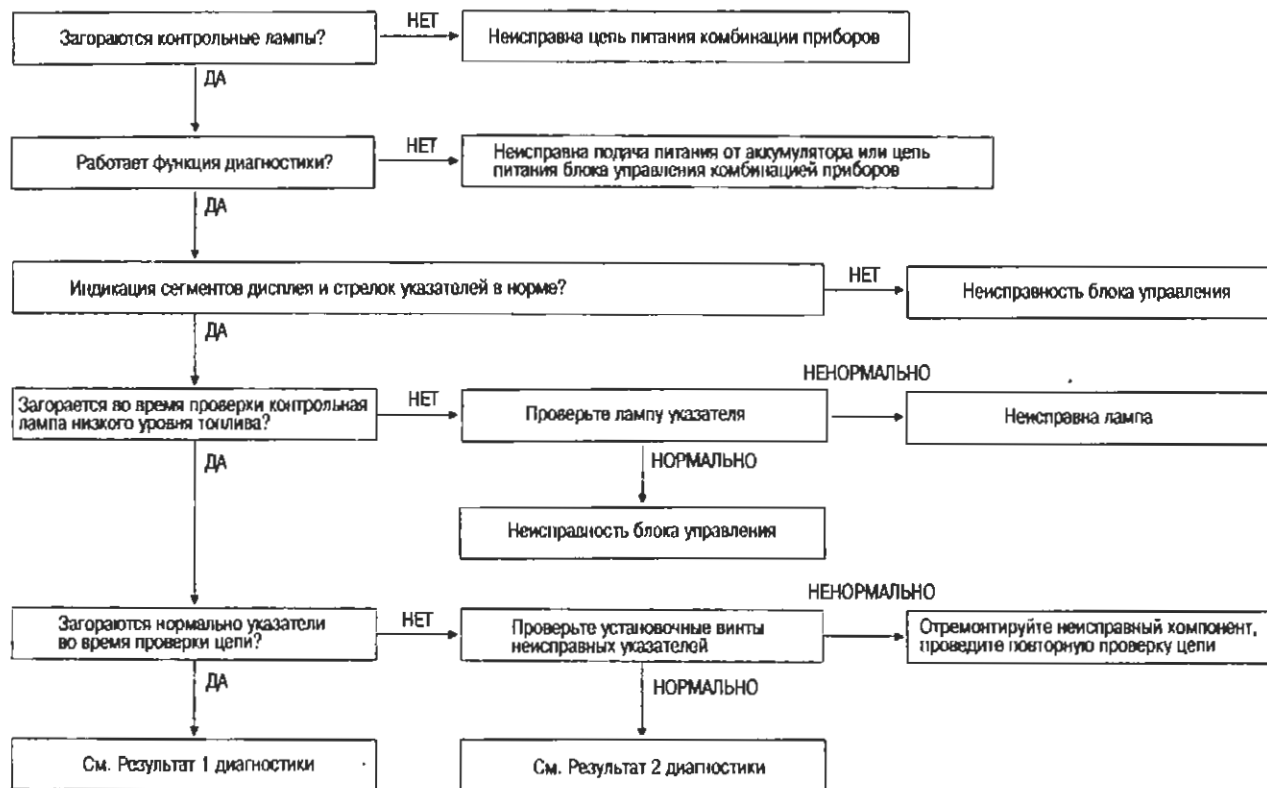 Загораются контрольные лампы?
НЕТ
Неисправна цепь питания комбинации приборов
ДА
Работает функция диагностики?
НЕТ
Неисправна подача питания от аккумулятора или цепь
питания блока управления комбинацией приборов
ДА
Индикация сегментов дисплея и стрелок указателей в норме?
НЕТ
Неисправность блока управления
ДА
Загорается во время проверки контрольная
лампа низкого уровня топлива?
НЕТ
Проверьте лампу указателя
НЕНОРМАЛЬНО
Неисправна лампа
ДА
НОРМАЛЬНО
Неисправность блока управления
Загораются нормально указатели
во время проверки цепи?
НЕТ
Проверьте установочные винты
неисправных указателей
НЕНОРМАЛЬНО
Отремонтируйте неисправный компонент,
проведите повторную проверку цепи
ДА
НОРМАЛЬНО
См. Результат 1 диагностики
См. Результат 2 диагностики